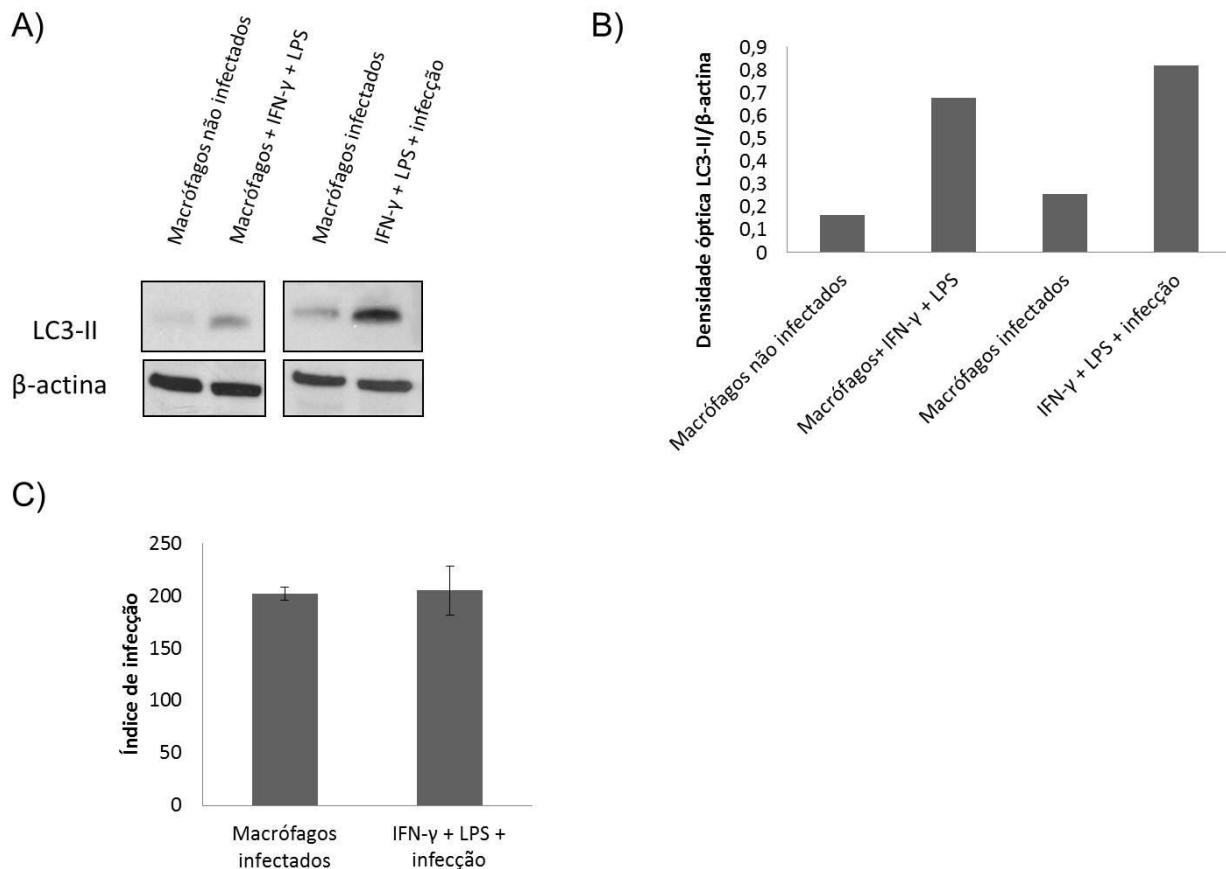 A)
Macrófagos não infectados
Macrófagos + IFN-γ + LPS
Macrófagos infectados
IFN-γ + LPS + infecção
LC3-II
β-actina
B)
Densidade óptica LC3-II/β-actina
0,9
0,8
0,7
0,6
0,5
0,4
0,3
0,2
0,1
0
Macrófagos não infectados
Macrófagos+ IFN-γ + LPS
Macrófagos infectados
IFN-γ + LPS + infecção
C)
Índice de infecção
250
200
150
100
50
0
Macrófagos
infectados
IFN-γ + LPS +
infecção